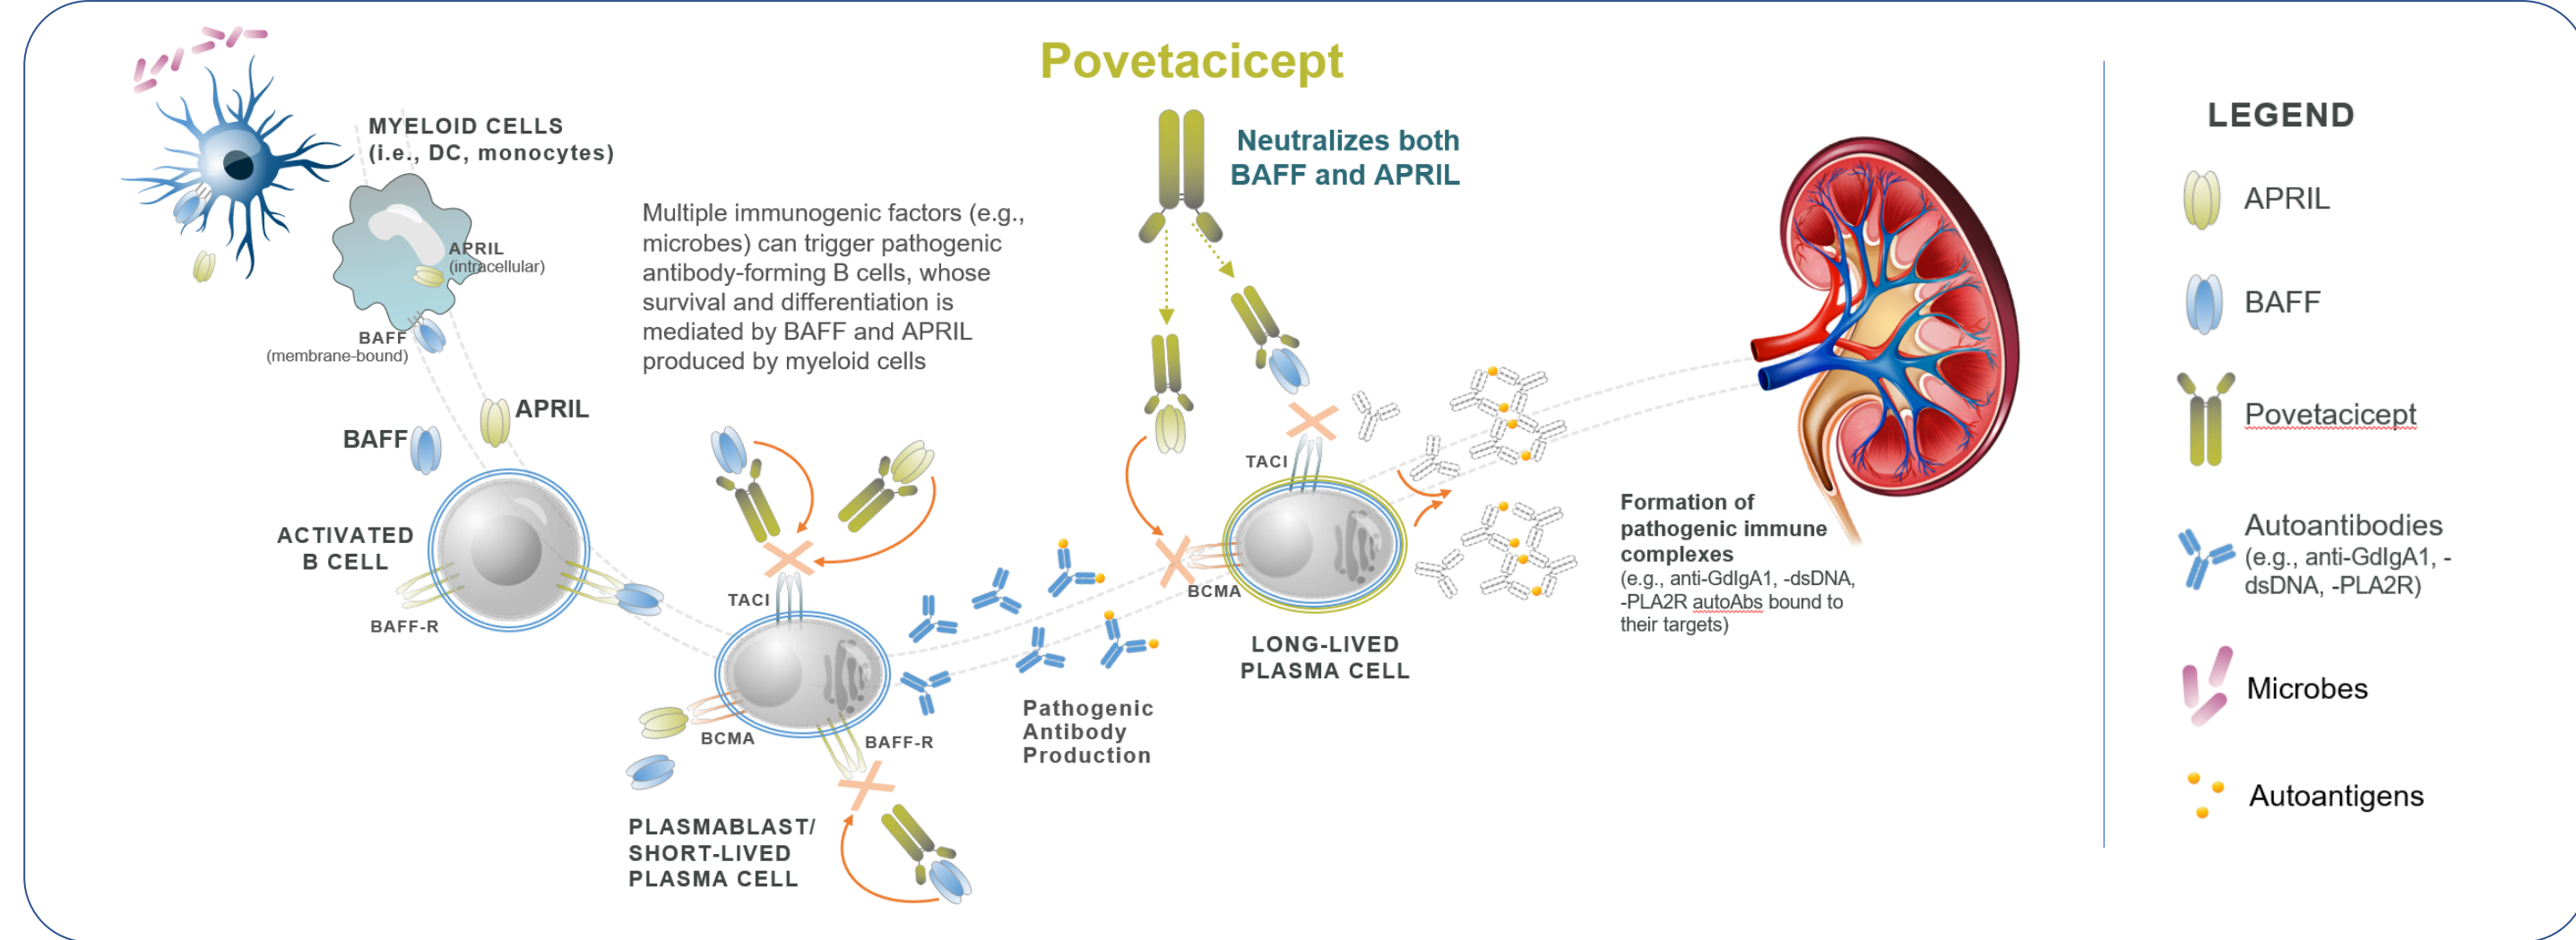 Povetacicept
Neutralizes both
BAFF and APRIL
MYELOID CELLS
(i.e., DC, monocytes)
APRIL
(intracellular)
BAFF
(membrane-bound)
Multiple immunogenic factors (e.g.,
microbes) can trigger pathogenic
antibody-forming B cells, whose
survival and differentiation is
mediated by BAFF and APRIL
produced by myeloid cells
APRIL
BAFF
ACTIVATED
B CELL
BAFF-R
TACI
BCMA
BAFF-R
PLASMABLAST/
SHORT-LIVED
PLASMA CELL
Pathogenic
Antibody
Production
TACI
BCMA
LONG-LIVED
PLASMA CELL
Formation of
pathogenic immune
complexes
(e.g., anti-GdIgA1, -dsDNA,
-PLA2R autoAbs bound to
their targets)
LEGEND
APRIL
BAFF
Povetacicept
Autoantibodies
(e.g., anti-GdIgA1, -
dsDNA, -PLA2R)
Microbes
Autoantigens